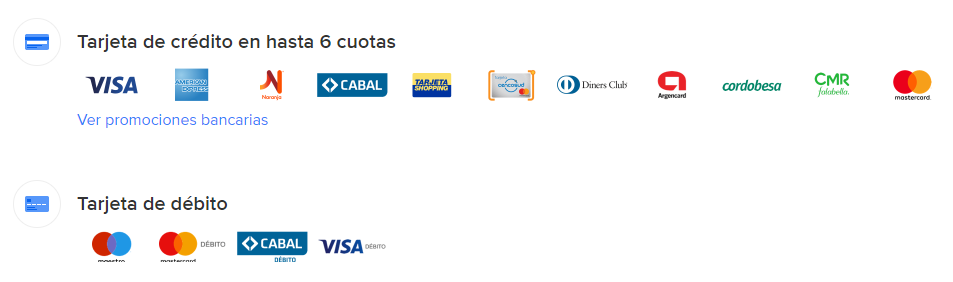 Tarjeta de crédito en hasta 6 cuotas
VISA AMERICAN EXPRESS Naranja CABAL TARJETA SHOPPING cencosud Diners Club Argencard cordobesa CMR falabella. mastercard.
Ver promociones bancarias
Tarjeta de débito
maestro mastercard DÉBITO CABAL DÉBITO VISA DÉBITO